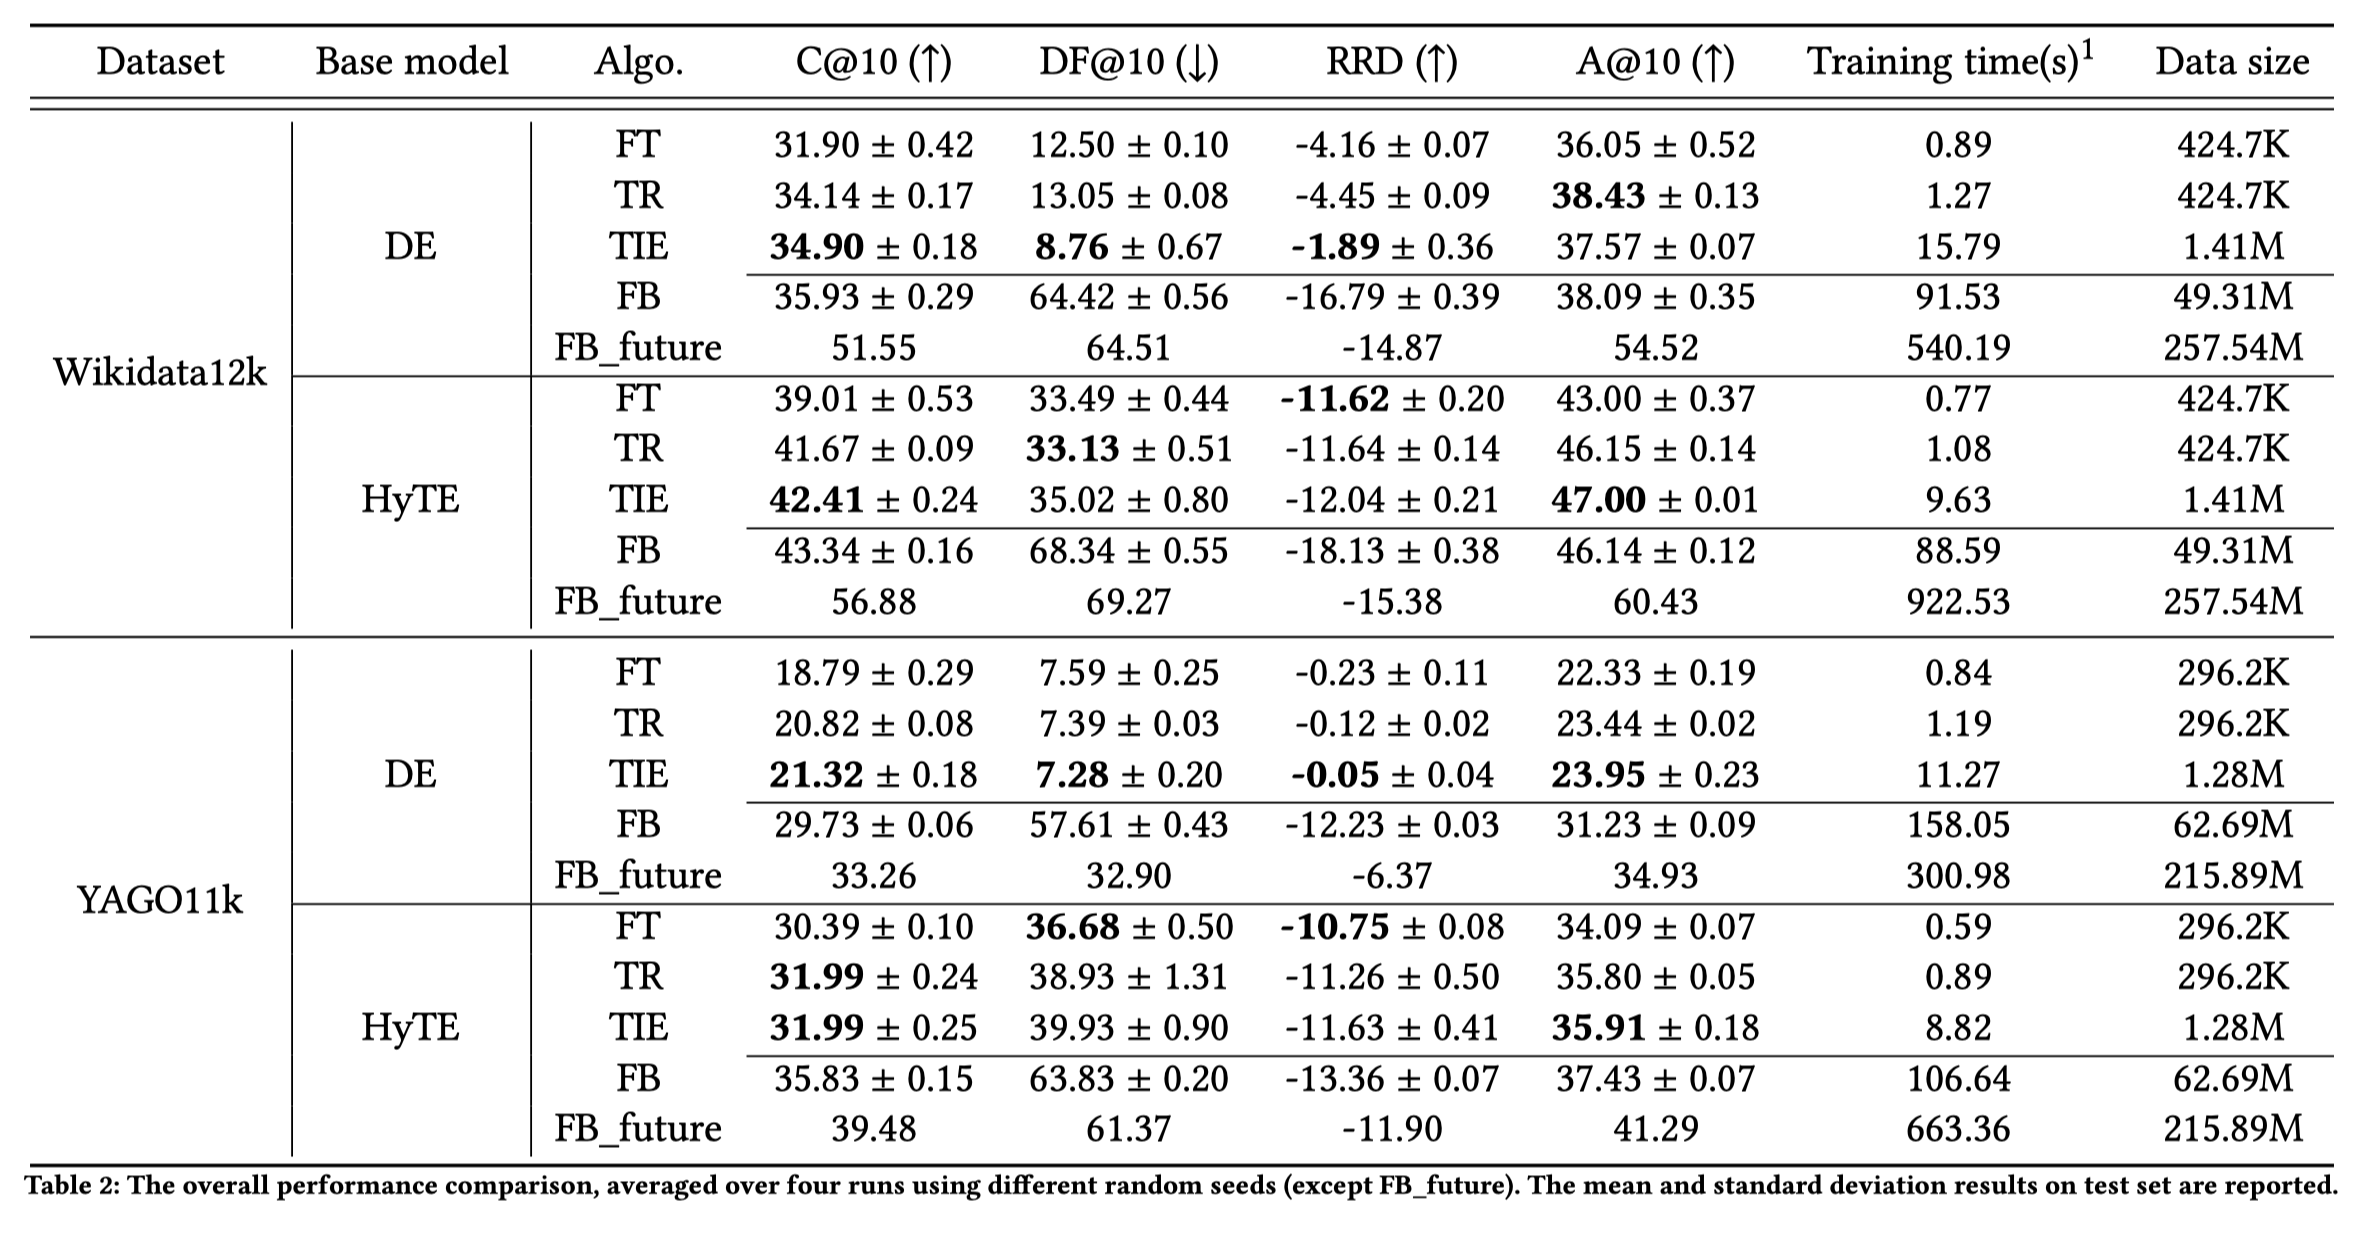 Dataset Base model Algo. C@10 (↑) DF@10 (↓) RRD (↑) A@10 (↑) Training time(s)1 Data size
FT 31.90 ± 0.42 12.50 ± 0.10 -4.16 ± 0.07 36.05 ± 0.52 0.89 424.7K
TR 34.14 ± 0.17 13.05 ± 0.08 -4.45 ± 0.09 38.43 ± 0.13 1.27 424.7K
DE TIE 34.90 ± 0.18 8.76 ± 0.67 -1.89 ± 0.36 37.57 ± 0.07 15.79 1.41M
FB 35.93 ± 0.29 64.42 ± 0.56 -16.79 ± 0.39 38.09 ± 0.35 91.53 49.31M
FB_future 51.55 64.51 -14.87 54.52 540.19 257.54M
Wikidata12k
FT 39.01 ± 0.53 33.49 ± 0.44 -11.62 ± 0.20 43.00 ± 0.37 0.77 424.7K
TR 41.67 ± 0.09 33.13 ± 0.51 -11.64 ± 0.14 46.15 ± 0.14 1.08 424.7K
HyTE TIE 42.41 ± 0.24 35.02 ± 0.80 -12.04 ± 0.21 47.00 ± 0.01 9.63 1.41M
FB 43.34 ± 0.16 68.34 ± 0.55 -18.13 ± 0.38 46.14 ± 0.12 88.59 49.31M
FB_future 56.88 69.27 -15.38 60.43 922.53 257.54M
FT 18.79 ± 0.29 7.59 ± 0.25 -0.23 ± 0.11 22.33 ± 0.19 0.84 296.2K
TR 20.82 ± 0.08 7.39 ± 0.03 -0.12 ± 0.02 23.44 ± 0.02 1.19 296.2K
DE TIE 21.32 ± 0.18 7.28 ± 0.20 -0.05 ± 0.04 23.95 ± 0.23 11.27 1.28M
FB 29.73 ± 0.06 57.61 ± 0.43 -12.23 ± 0.03 31.23 ± 0.09 158.05 62.69M
FB_future 33.26 32.90 -6.37 34.93 300.98 215.89M
YAGO11k
FT 30.39 ± 0.10 36.68 ± 0.50 -10.75 ± 0.08 34.09 ± 0.07 0.59 296.2K
TR 31.99 ± 0.24 38.93 ± 1.31 -11.26 ± 0.50 35.80 ± 0.05 0.89 296.2K
HyTE TIE 31.99 ± 0.25 39.93 ± 0.90 -11.63 ± 0.41 35.91 ± 0.18 8.82 1.28M
FB 35.83 ± 0.15 63.83 ± 0.20 -13.36 ± 0.07 37.43 ± 0.07 106.64 62.69M
FB_future 39.48 61.37 -11.90 41.29 663.36 215.89M
Table 2: The overall performance comparison, averaged over four runs using different random seeds (except FB_future). The mean and standard deviation results on test set are reported.